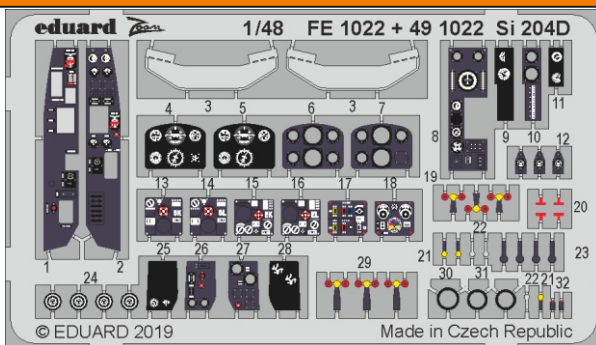 eduard Zoom 1/48 FE 1022 + 49 1022 Si 204D
3 3
4 5 6 7
8 9 10 11
12
13 14 15 16 17 18 19
20
21 22 23
24 25 26 27 28
29 30 31 22 21 32
1 2
© EDUARD 2019 Made in Czech Republic